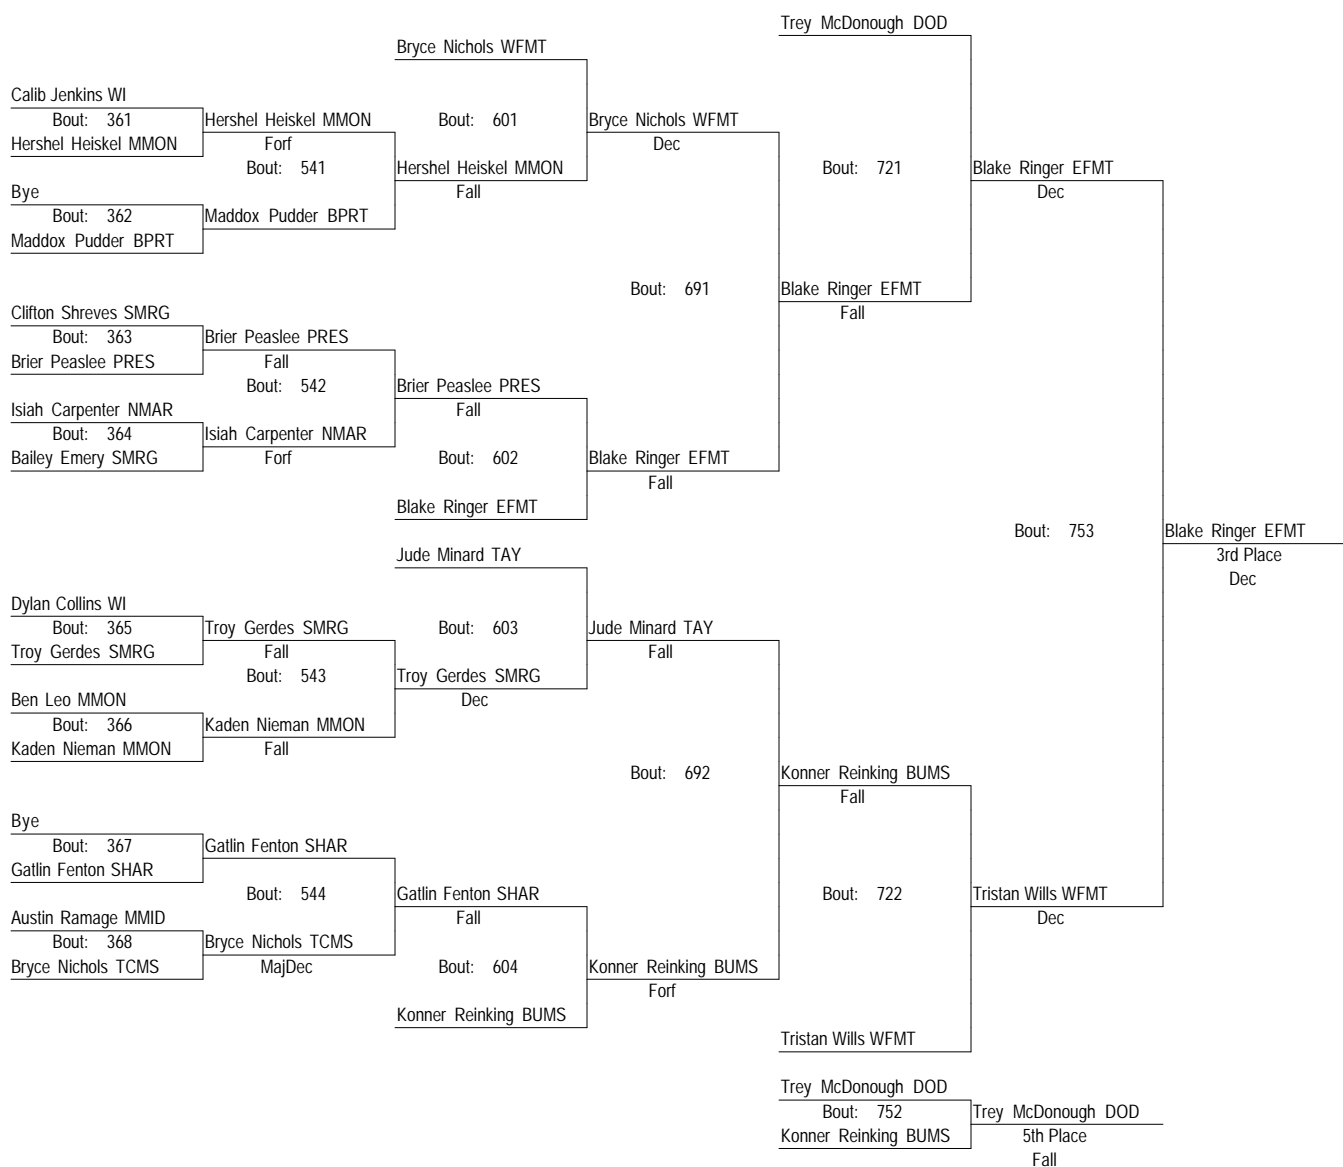 Trey McDonough DOD
Bryce Nichols WFMT
Calib Jenkins WI
Bout: 361
Hershel Heiskel MMON
Hershel Heiskel MMON
Forf
Bout: 601
Bryce Nichols WFMT
Dec
Bout: 541
Hershel Heiskel MMON
Fall
Bout: 721
Blake Ringer EFMT
Dec
Bye
Bout: 362
Maddox Pudder BPRT
Maddox Pudder BPRT
Bout: 691
Blake Ringer EFMT
Fall
Clifton Shreves SMRG
Bout: 363
Brier Peaslee PRES
Brier Peaslee PRES
Fall
Bout: 542
Brier Peaslee PRES
Fall
Isiah Carpenter NMAR
Bout: 364
Bailey Emery SMRG
Isiah Carpenter NMAR
Forf
Bout: 602
Blake Ringer EFMT
Fall
Blake Ringer EFMT
Bout: 753
Blake Ringer EFMT
3rd Place
Dec
Jude Minard TAY
Dylan Collins WI
Bout: 365
Troy Gerdes SMRG
Troy Gerdes SMRG
Fall
Bout: 603
Jude Minard TAY
Fall
Bout: 543
Troy Gerdes SMRG
Dec
Ben Leo MMON
Bout: 366
Kaden Nieman MMON
Kaden Nieman MMON
Fall
Bout: 692
Konner Reinking BUMS
Fall
Bye
Bout: 367
Gatlin Fenton SHAR
Gatlin Fenton SHAR
Bout: 544
Gatlin Fenton SHAR
Fall
Bout: 722
Tristan Wills WFMT
Dec
Austin Ramage MMID
Bout: 368
Bryce Nichols TCMS
Bryce Nichols TCMS
MajDec
Bout: 604
Konner Reinking BUMS
Forf
Konner Reinking BUMS
Tristan Wills WFMT
Trey McDonough DOD
Bout: 752
Konner Reinking BUMS
Trey McDonough DOD
5th Place
Fall